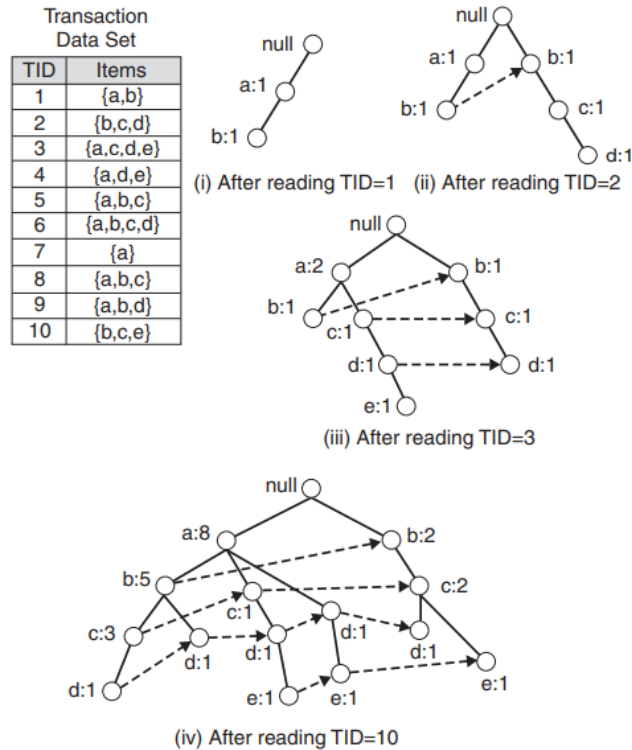 Transaction
Data Set
TID Items
1 {a,b}
2 {b,c,d}
3 {a,c,d,e}
4 {a,d,e}
5 {a,b,c}
6 {a,b,c,d}
7 {a}
8 {a,b,c}
9 {a,b,d}
10 {b,c,e}
null
a:1
b:1
(i) After reading TID=1
null
a:1 b:1
b:1 c:1
d:1
(ii) After reading TID=2
null
a:2 b:1
b:1 c:1 c:1
d:1 d:1
e:1
(iii) After reading TID=3
null
a:8 b:2
b:5 c:2
c:1
c:3 d:1 d:1 d:1 d:1
d:1 e:1 e:1 e:1
(iv) After reading TID=10